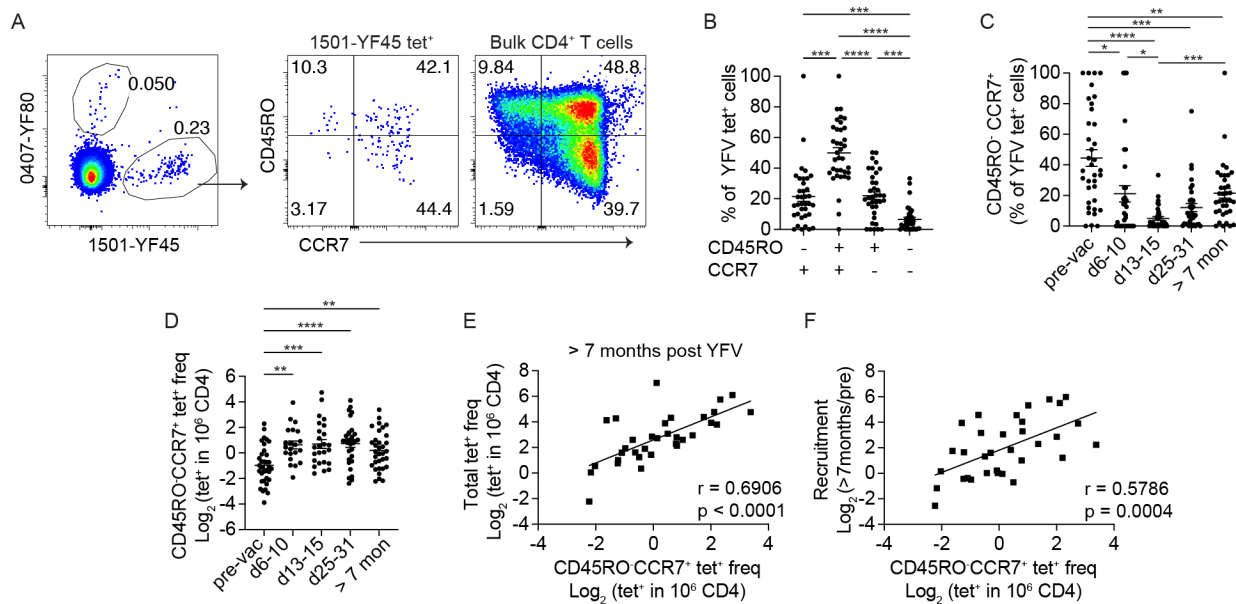 A
0407-YF80
0.050
0.23
1501-YF45
1501-YF45 tet⁺
CD45RO
10.3
42.1
3.17
44.4
CCR7
Bulk CD4⁺ T cells
9.84
48.8
1.59
39.7
B
***
****
*** **** ***
% of YFV tet⁺ cells
100
80
60
40
20
0
CD45RO - + + -
CCR7 + + - -
C
**
***
****
* *
***
CD45RO⁻ CCR7⁺
(% of YFV tet⁺ cells)
100
80
60
40
20
0
pre-vac
d6-10
d13-15
d25-31
> 7 mon
D
**
****
***
**
CD45RO⁻CCR7⁺ tet⁺ freq
Log₂ (tet⁺ in 10⁶ CD4)
6
4
2
0
-2
-4
-6
pre-vac
d6-10
d13-15
d25-31
> 7 mon
E
> 7 months post YFV
Total tet⁺ freq
Log₂ (tet⁺ in 10⁶ CD4)
8
6
4
2
0
-2
-4
r = 0.6906
p < 0.0001
-4 -2 0 2 4
CD45RO⁻CCR7⁺ tet⁺ freq
Log₂ (tet⁺ in 10⁶ CD4)
F
Recruitment
Log₂ (>7months/pre)
8
6
4
2
0
-2
-4
r = 0.5786
p = 0.0004
-4 -2 0 2 4
CD45RO⁻CCR7⁺ tet⁺ freq
Log₂ (tet⁺ in 10⁶ CD4)